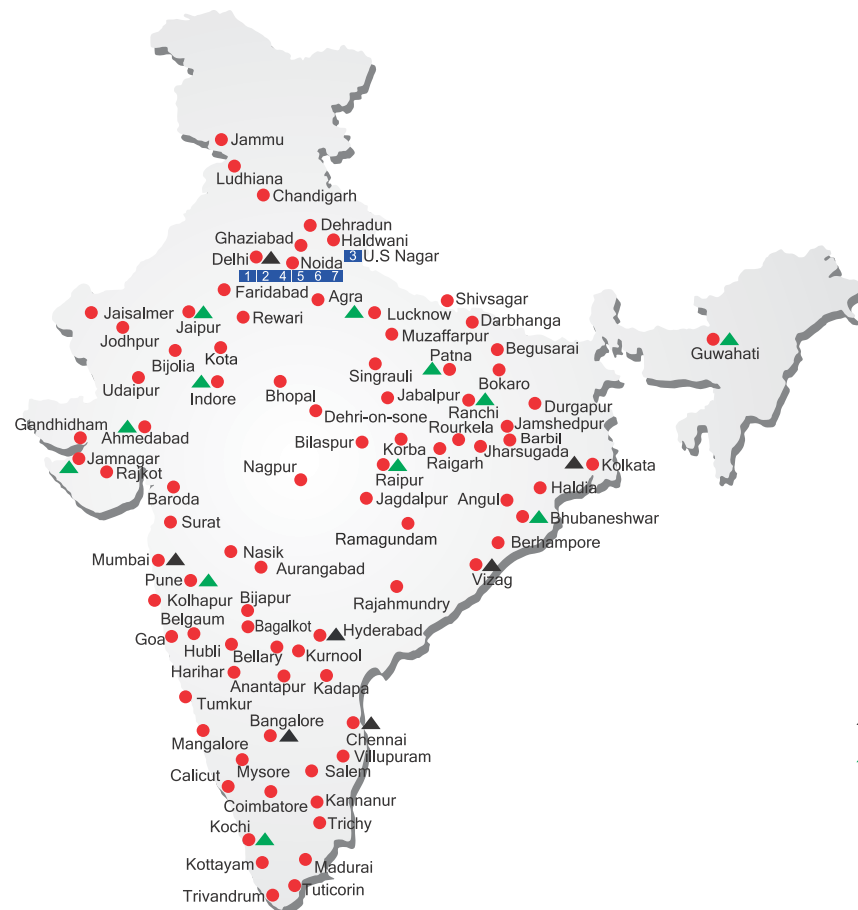 Jammu
Ludhiana
Chandigarh
Dehradun
Ghaziabad
Haldwani
Delhi
Noida
3 U.S Nagar
1 2 4 5 6 7
Faridabad
Agra
Shivsagar
Jaisalmer
Jaipur
Rewari
Lucknow
Darbhanga
Jodhpur
Muzaffarpur
Bijolia
Kota
Patna
Begusarai
Guwahati
Singrauli
Udaipur
Indore
Bhopal
Jabalpur
Bokaro
Ranchi
Durgapur
Gandhidham
Ahmedabad
Dehri-on-sone
Rourkela
Jamshedpur
Bilaspur
Korba
Barbil
Jamnagar
Raigarh
Jharsugada
Rajkot
Nagpur
Raipur
Kolkata
Baroda
Jagdalpur
Angul
Haldia
Surat
Ramagundam
Bhubaneshwar
Berhampore
Mumbai
Nasik
Aurangabad
Vizag
Pune
Kolhapur
Bijapur
Rajahmundry
Belgaum
Bagalkot
Hyderabad
Goa
Hubli
Bellary
Kurnool
Harihar
Anantapur
Kadapa
Tumkur
Bangalore
Mangalore
Chennai
Villupuram
Mysore
Salem
Calicut
Coimbatore
Kannanur
Kochi
Trichy
Kottayam
Madurai
Trivandrum
Tuticorin